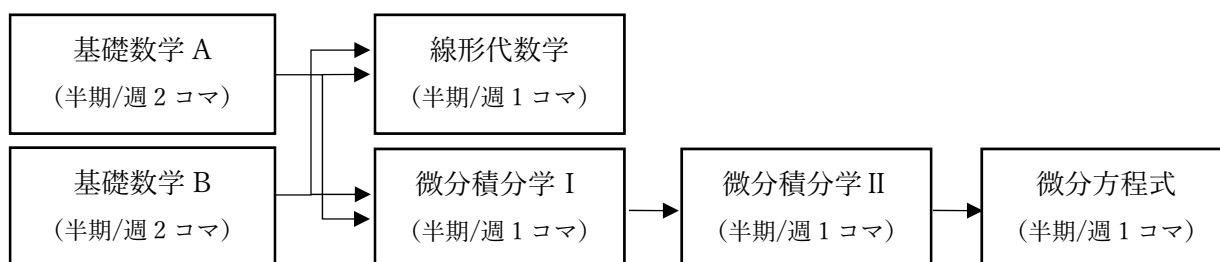 基礎数学 A
(半期/週 2 コマ)
線形代数学
(半期/週 1 コマ)
基礎数学 B
(半期/週 2 コマ)
微分積分学 I
(半期/週 1 コマ)
微分積分学 II
(半期/週 1 コマ)
微分方程式
(半期/週 1 コマ)